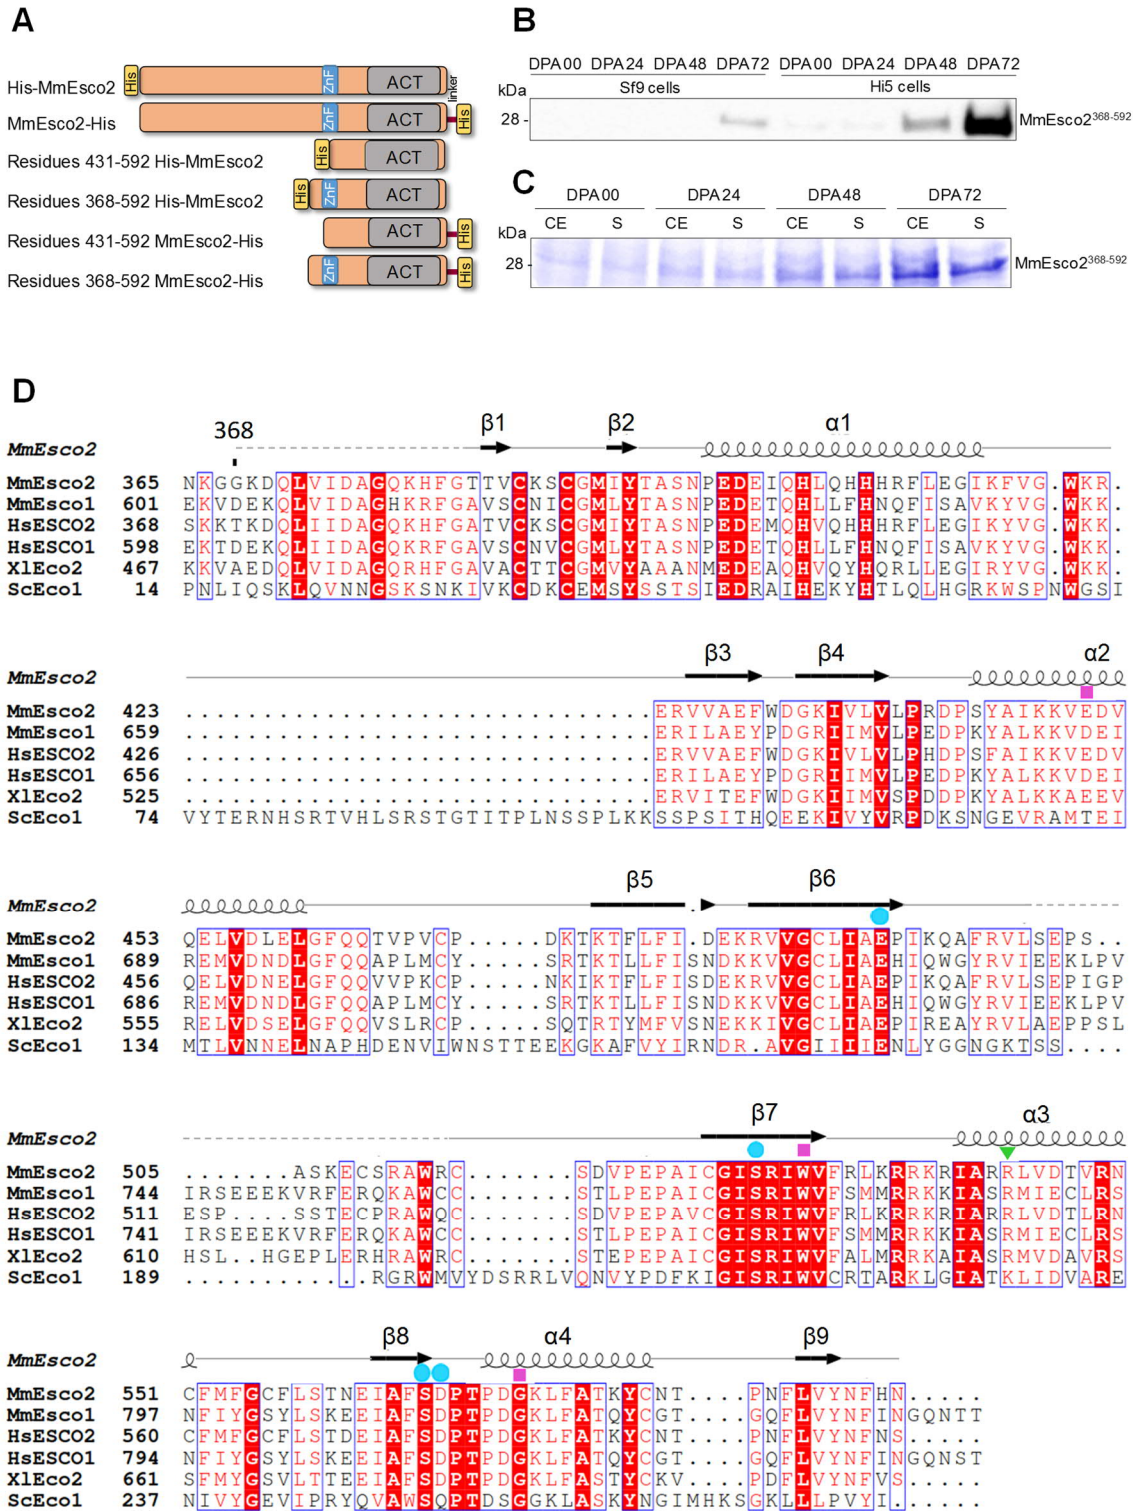 A
His ZnF ACT linker
His-MmEsco2
ZnF ACT His
MmEsco2-His
His ACT
Residues 431-592 His-MmEsco2
His ZnF ACT
Residues 368-592 His-MmEsco2
ACT His
Residues 431-592 MmEsco2-His
ZnF ACT His
Residues 368-592 MmEsco2-His
B
DPA00 DPA24 DPA48 DPA72 DPA00 DPA24 DPA48 DPA72
Sf9 cells Hi5 cells
kDa
28 - MmEsco2368-592
C
DPA00 DPA24 DPA48 DPA72
CE S CE S CE S CE S
kDa
28 - MmEsco2368-592
D
368 β1 β2 α1
MmEsco2
MmEsco2 365 NKGGKDQLVIDAGQKHFGTTVCKSCGMIYTASNPEDEIQHLQHHHRFLEGIKFVG.WKR.
MmEsco1 601 EKVDEKQLVIDAGHKRFGAVSCNICGMLYTASNPEDETQHLLFHNQFISAVKYVG.WKK.
HsESCO2 368 SKKTKDQLIIDAGQKHFGATVCKSCGMIYTASNPEDEMQHVQHHHRFLEGIKYVG.WKK.
HsESCO1 598 EKTDEKQLIIDAGQKRFGAVSCNVCGMLYTASNPEDETQHLLFHNQFISAVKYVG.WKK.
XlEco2 467 KKVAEDQLVIDAGQRHFGAVACTTCGMVYAAANMEDEAQHVQYHQRLLEGIRYVG.WKK.
ScEco1 14 PNLIQSKLQVNNGSKSNKIVKCDKCEMSYSSTSIEDRAIHEKYHTLQLHGRKWSPNWGSI
β3 β4 α2
MmEsco2
MmEsco2 423 ..............................ERVVAEFWDGKIVLVLPRDPSYAIKKVEDV
MmEsco1 659 ..............................ERILAEYPDGRIIMVLPEDPKYALKKVDEI
HsESCO2 426 ..............................ERVVAEFWDGKIVLVLPHDPSFAIKKVEDV
HsESCO1 656 ..............................ERILAEYPDGRIIMVLPEDPKYALKKVDEI
XlEco2 525 ..............................ERVITEFWDGKIIMVSPDDPKYALKKAEEV
ScEco1 74 VYTERNHSRTVHLSRSTGTITPLNSSPLKKSSPSITHQEEKIVYVRPDKSNGEVRAMTEI
β5 β6
MmEsco2
MmEsco2 453 QELVDLELGFQQTVPVCP.....DKTKTFLFI.DEKRVVGCLIAEPIKQAFRVLSEPS..
MmEsco1 689 REMVDNDLGFQQAPLMCY.....SRTKTLLFISNDKKVVGCLIAEHIQWGYRVIEEKLPV
HsESCO2 456 QELVDNELGFQQVVPKCP.....NKIKTFLFISDEKRVVGCLIAEPIKQAFRVLSEPIGP
HsESCO1 686 REMVDNDLGFQQAPLMCY.....SRTKTLLFISNDKKVVGCLIAEHIQWGYRVIEEKLPV
XlEco2 555 RELVDSELGFQQVSLRCP.....SQTRTYMFVSNEKKIVGCLIAEPIREAYRVLAEPPSL
ScEco1 134 MTLVNNELNAPHDENVIWNSTTEEKGKAFVYIRNDR.AVGIIIIENLYGGNGKTSS....
β7 α3
MmEsco2
MmEsco2 505 .......ASKECSRAWRC.......SDVPEPAICGISRIWVFRLKRRKRIARRLVDTVRN
MmEsco1 744 IRSEEEKVRFERQKAWCC.......STLPEPAICGISRIWVFSMMRRKKIASRMIECLRS
HsESCO2 511 ESP....SSTECPRAWQC.......SDVPEPAVCGISRIWVFRLKRRKRIARRLVDTLRN
HsESCO1 741 IRSEEEKVRFERQKAWCC.......STLPEPAICGISRIWVFSMMRRKKIASRMIECLRS
XlEco2 610 HSL..HGEPLERHRAWRC.......STEPEPAICGISRIWVFALMRRKAIASRMVDAVRS
ScEco1 189 ............RGRWMVYDSRRLVQNVYPDFKIGISRIWVCRTARKLGIATKLIDVARE
β8 α4 β9
MmEsco2
MmEsco2 551 CFMFGCFLSTNEIAFSDPTPDGKLFATKYCNT....PNFLVYNFHN.....
MmEsco1 797 NFIYGSYLSKEEIAFSDPTPDGKLFATQYCGT....GQFLVYNFINGQNTT
HsESCO2 560 CFMFGCFLSTDEIAFSDPTPDGKLFATKYCNT....PNFLVYNFNS.....
HsESCO1 794 NFIYGSYLSKEEIAFSDPTPDGKLFATQYCGT....GQFLVYNFINGQNST
XlEco2 661 SFMYGSVLTTEEIAFSDPTPDGKLFASTYCKV....PDFLVYNFVS.....
ScEco1 237 NIVYGEVIPRYQVAWSQPTDSGGKLASKYNGIMHKSGKLLLPVYI......